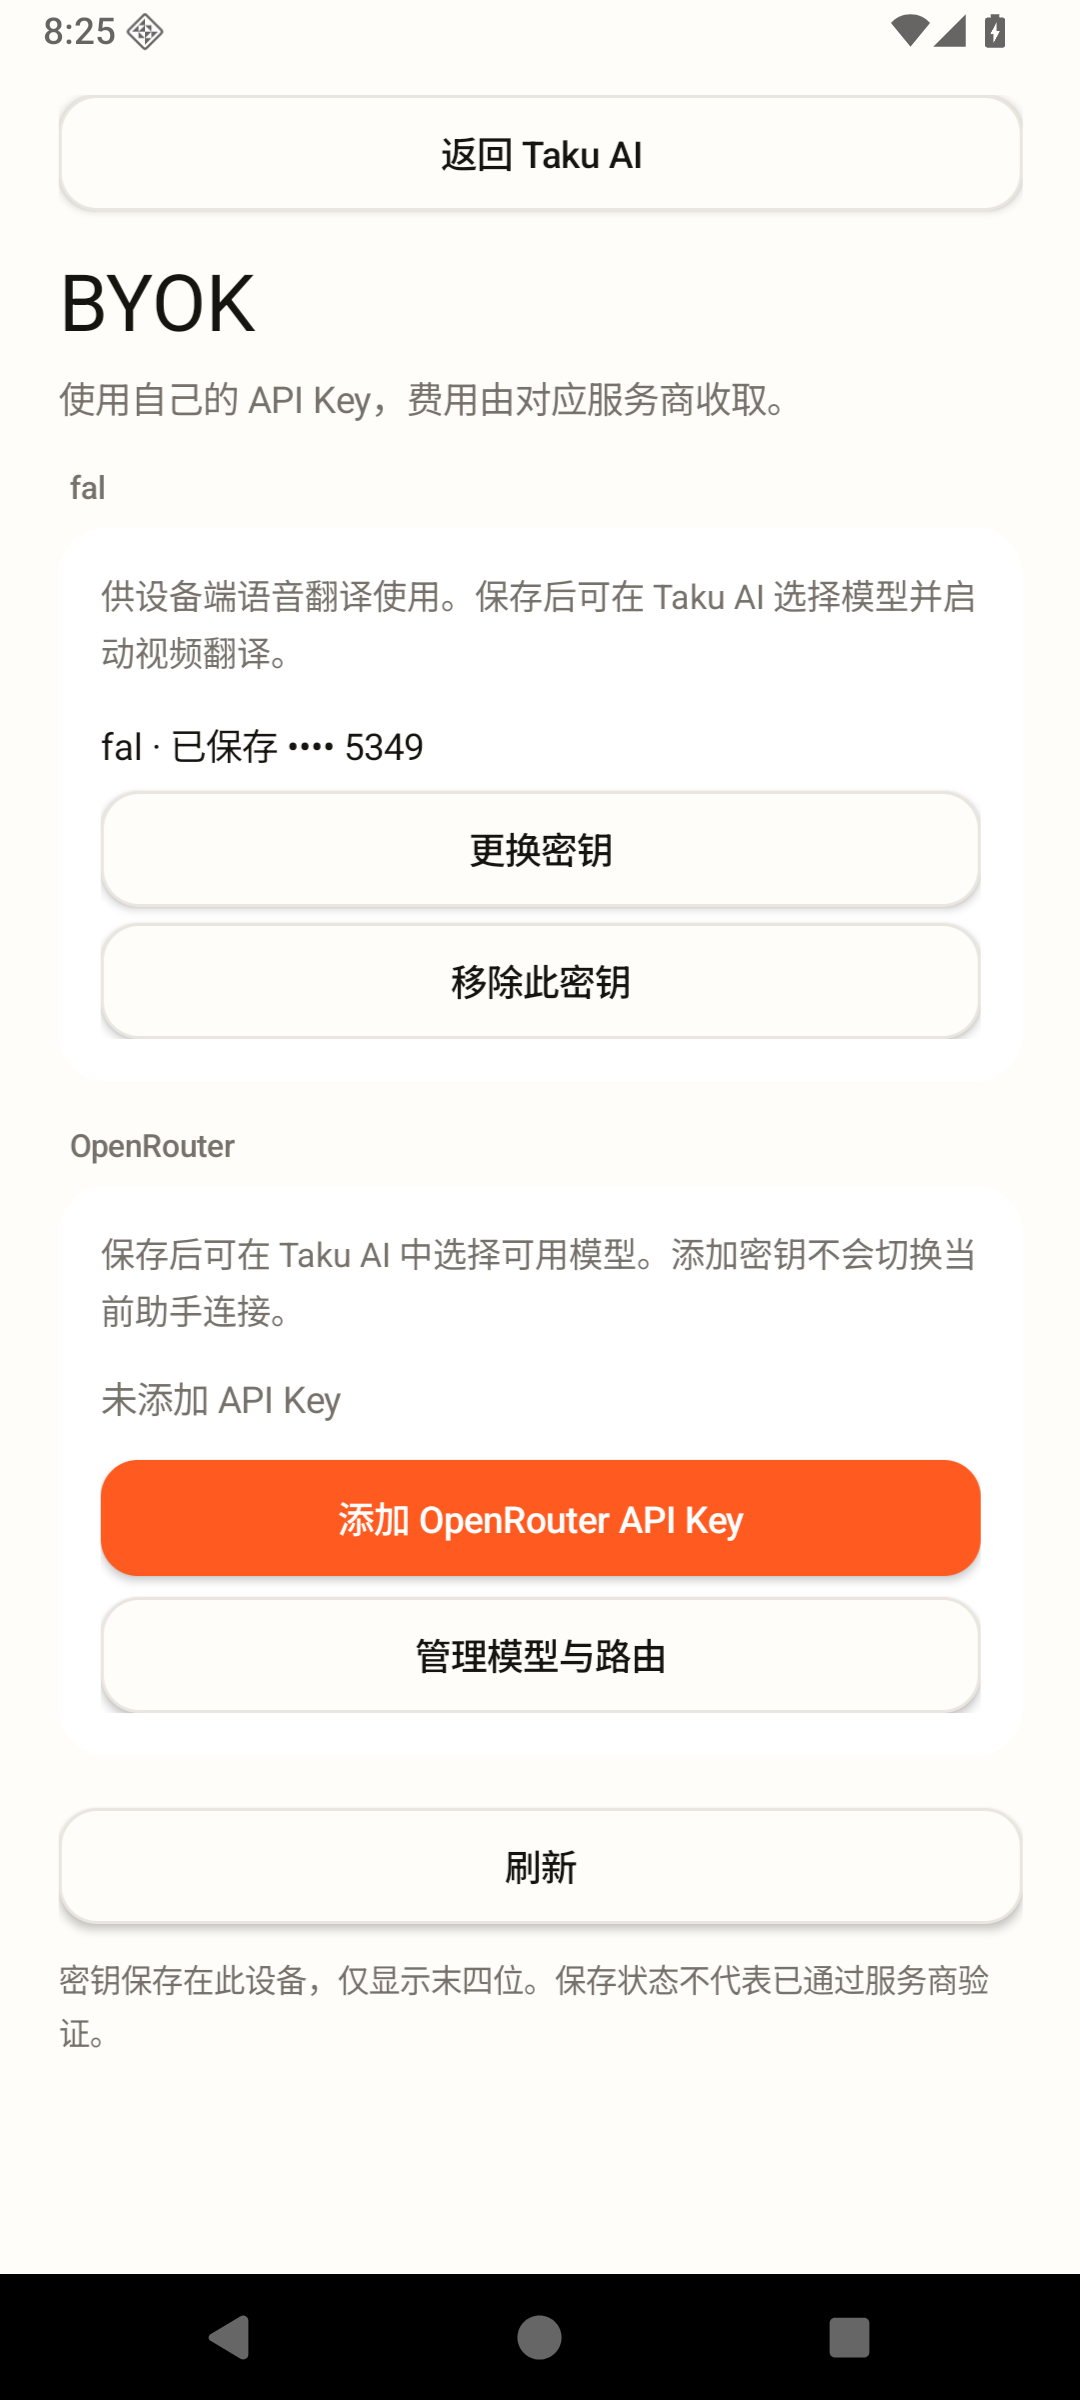 8:25
返回 Taku AI
BYOK
使用自己的 API Key，费用由对应服务商收取。
fal
供设备端语音翻译使用。保存后可在 Taku AI 选择模型并启
动视频翻译。
fal · 已保存 •••• 5349
更换密钥
移除此密钥
OpenRouter
保存后可在 Taku AI 中选择可用模型。添加密钥不会切换当
前助手连接。
未添加 API Key
添加 OpenRouter API Key
管理模型与路由
刷新
密钥保存在此设备，仅显示末四位。保存状态不代表已通过服务商验
证。